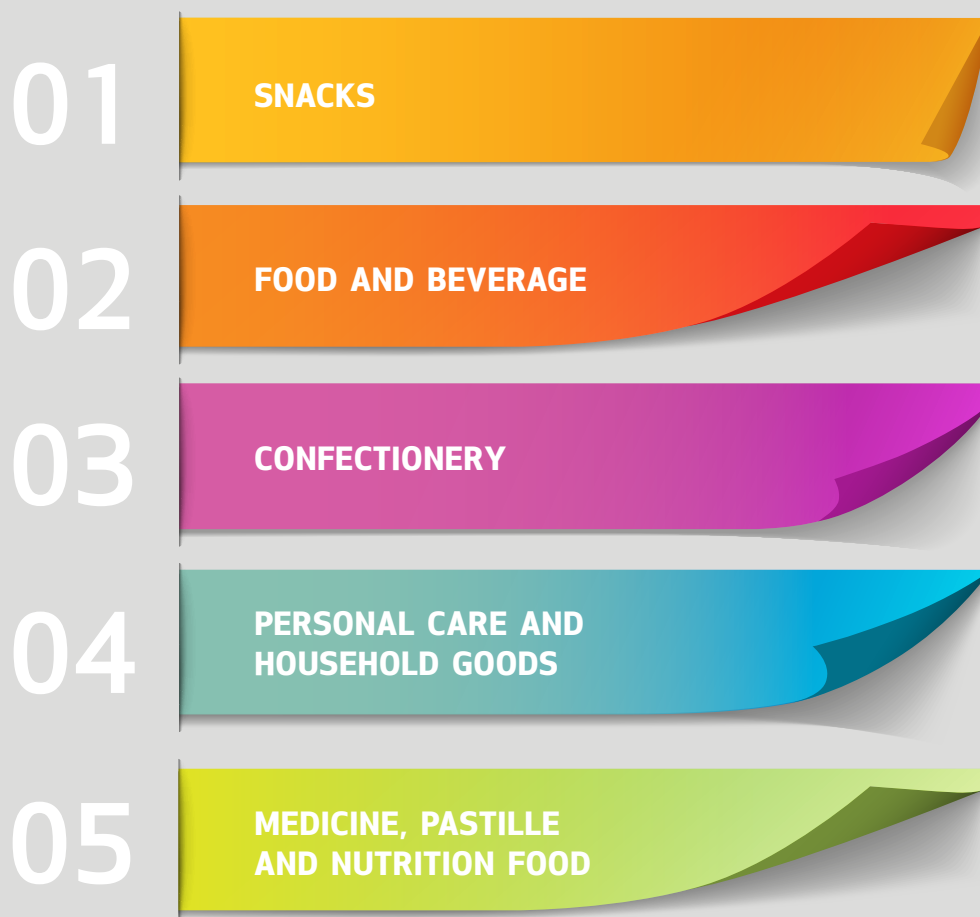 01
SNACKS
02
FOOD AND BEVERAGE
03
CONFECTIONERY
04
PERSONAL CARE AND
HOUSEHOLD GOODS
05
MEDICINE, PASTILLE
AND NUTRITION FOOD